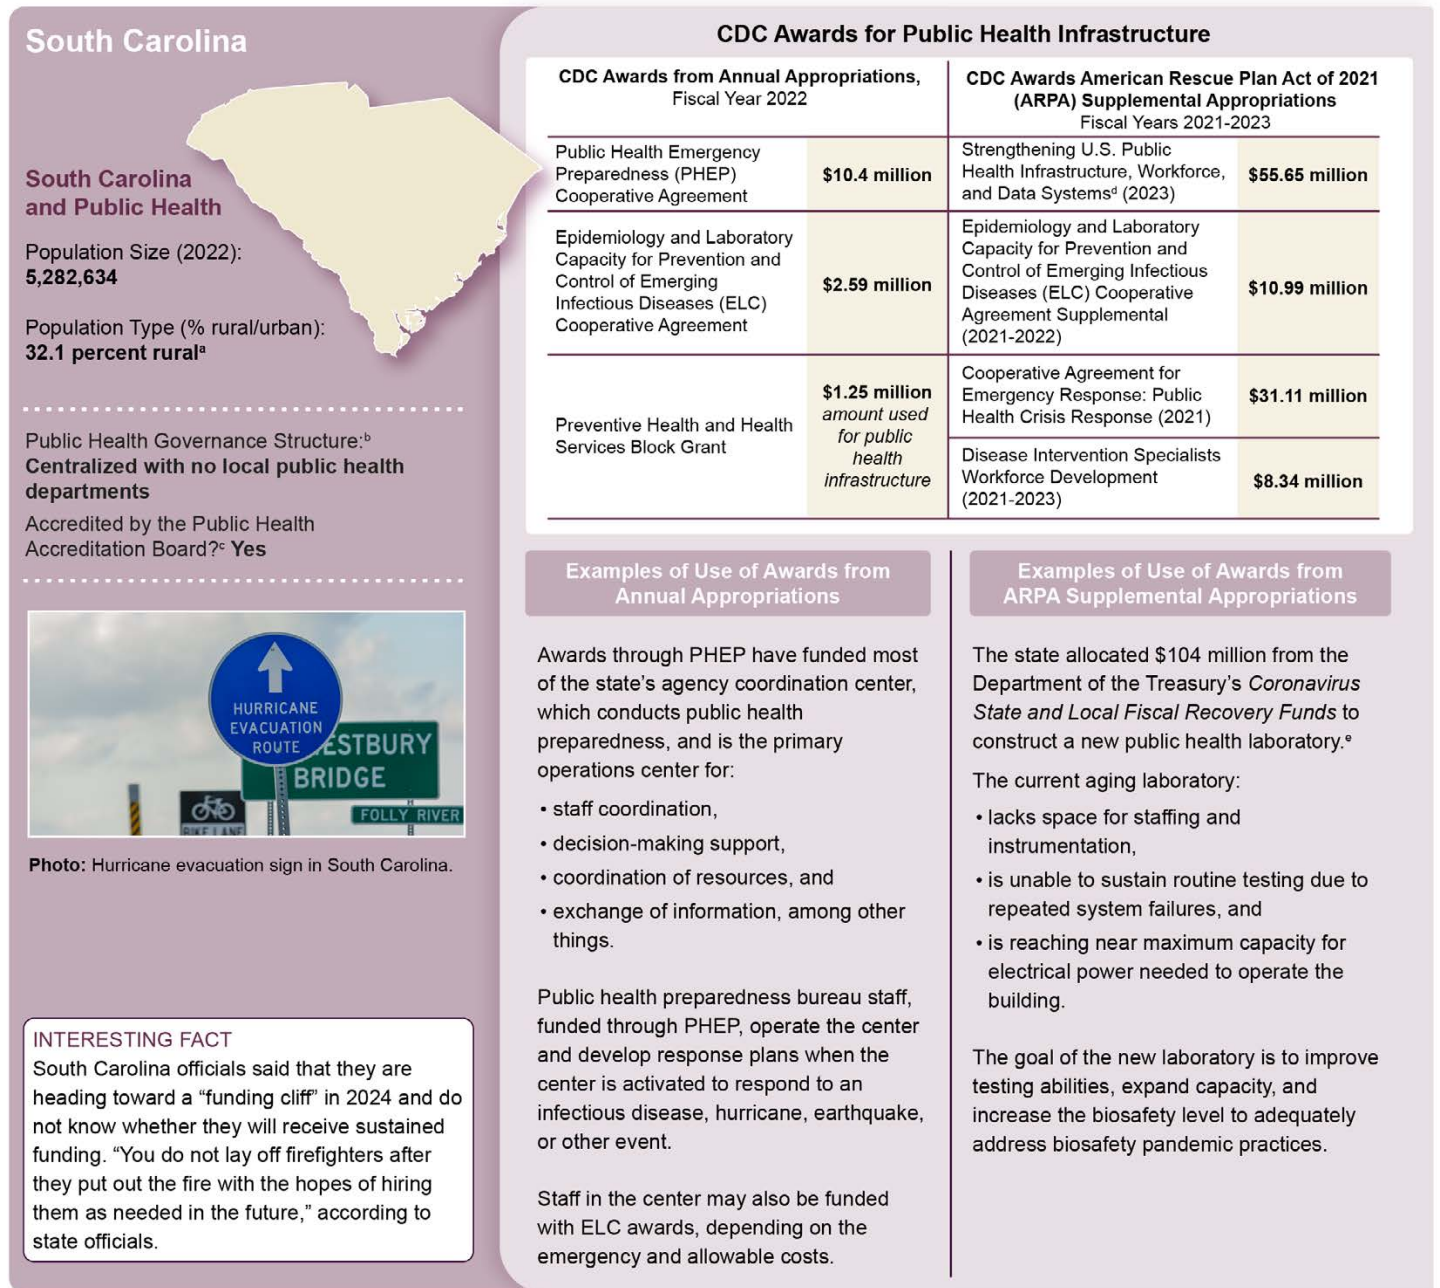 South Carolina
South Carolina
and Public Health
Population Size (2022):
5,282,634
Population Type (% rural/urban):
32.1 percent ruralᵃ
Public Health Governance Structure:ᵇ
Centralized with no local public health
departments
Accredited by the Public Health
Accreditation Board?ᶜ Yes
HURRICANE
EVACUATION
ROUTE
ESTBURY
BRIDGE
FOLLY RIVER
BIKE LANE
Photo: Hurricane evacuation sign in South Carolina.
INTERESTING FACT
South Carolina officials said that they are
heading toward a “funding cliff” in 2024 and do
not know whether they will receive sustained
funding. “You do not lay off firefighters after
they put out the fire with the hopes of hiring
them as needed in the future,” according to
state officials.
CDC Awards for Public Health Infrastructure
CDC Awards from Annual Appropriations,
Fiscal Year 2022
Public Health Emergency
Preparedness (PHEP)
Cooperative Agreement
$10.4 million
Epidemiology and Laboratory
Capacity for Prevention and
Control of Emerging
Infectious Diseases (ELC)
Cooperative Agreement
$2.59 million
Preventive Health and Health
Services Block Grant
$1.25 million
amount used
for public
health
infrastructure
CDC Awards American Rescue Plan Act of 2021
(ARPA) Supplemental Appropriations
Fiscal Years 2021-2023
Strengthening U.S. Public
Health Infrastructure, Workforce,
and Data Systemsᵈ (2023)
$55.65 million
Epidemiology and Laboratory
Capacity for Prevention and
Control of Emerging Infectious
Diseases (ELC) Cooperative
Agreement Supplemental
(2021-2022)
$10.99 million
Cooperative Agreement for
Emergency Response: Public
Health Crisis Response (2021)
$31.11 million
Disease Intervention Specialists
Workforce Development
(2021-2023)
$8.34 million
Examples of Use of Awards from
Annual Appropriations
Awards through PHEP have funded most
of the state’s agency coordination center,
which conducts public health
preparedness, and is the primary
operations center for:
• staff coordination,
• decision-making support,
• coordination of resources, and
• exchange of information, among other
things.
Public health preparedness bureau staff,
funded through PHEP, operate the center
and develop response plans when the
center is activated to respond to an
infectious disease, hurricane, earthquake,
or other event.
Staff in the center may also be funded
with ELC awards, depending on the
emergency and allowable costs.
Examples of Use of Awards from
ARPA Supplemental Appropriations
The state allocated $104 million from the
Department of the Treasury’s Coronavirus
State and Local Fiscal Recovery Funds to
construct a new public health laboratory.ᵉ
The current aging laboratory:
• lacks space for staffing and
instrumentation,
• is unable to sustain routine testing due to
repeated system failures, and
• is reaching near maximum capacity for
electrical power needed to operate the
building.
The goal of the new laboratory is to improve
testing abilities, expand capacity, and
increase the biosafety level to adequately
address biosafety pandemic practices.